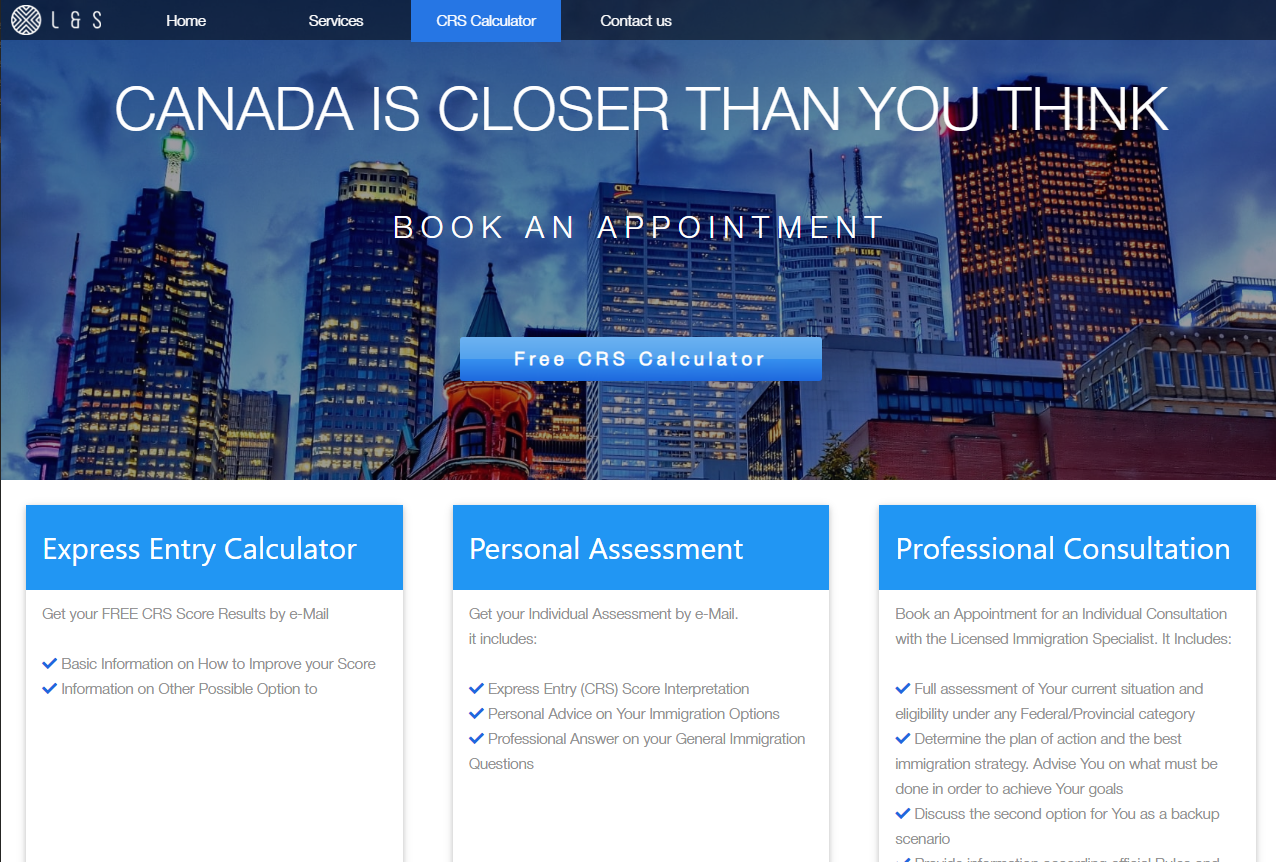 L & S
Home
Services
CRS Calculator
Contact us
CANADA IS CLOSER THAN YOU THINK
CIBC
BOOK AN APPOINTMENT
Free CRS Calculator
Express Entry Calculator
Get your FREE CRS Score Results by e-Mail
Basic Information on How to Improve your Score
Information on Other Possible Option to
Personal Assessment
Get your Individual Assessment by e-Mail.
it includes:
Express Entry (CRS) Score Interpretation
Personal Advice on Your Immigration Options
Professional Answer on your General Immigration
Questions
Professional Consultation
Book an Appointment for an Individual Consultation
with the Licensed Immigration Specialist. It Includes:
Full assessment of Your current situation and
eligibility under any Federal/Provincial category
Determine the plan of action and the best
immigration strategy. Advise You on what must be
done in order to achieve Your goals
Discuss the second option for You as a backup
scenario
Provide information according official Rules and